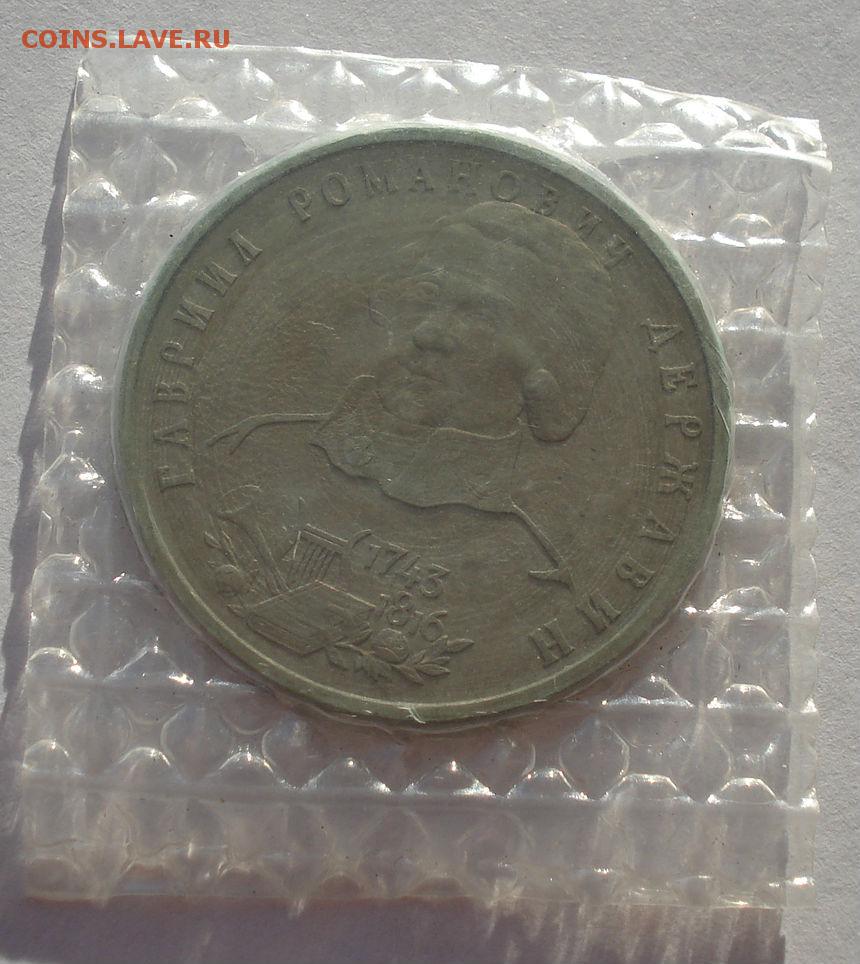 COINS.LAVE.RU
ГАВРИИЛ РОМАНОВИЧ ДЕРЖАВИН
1743
1816